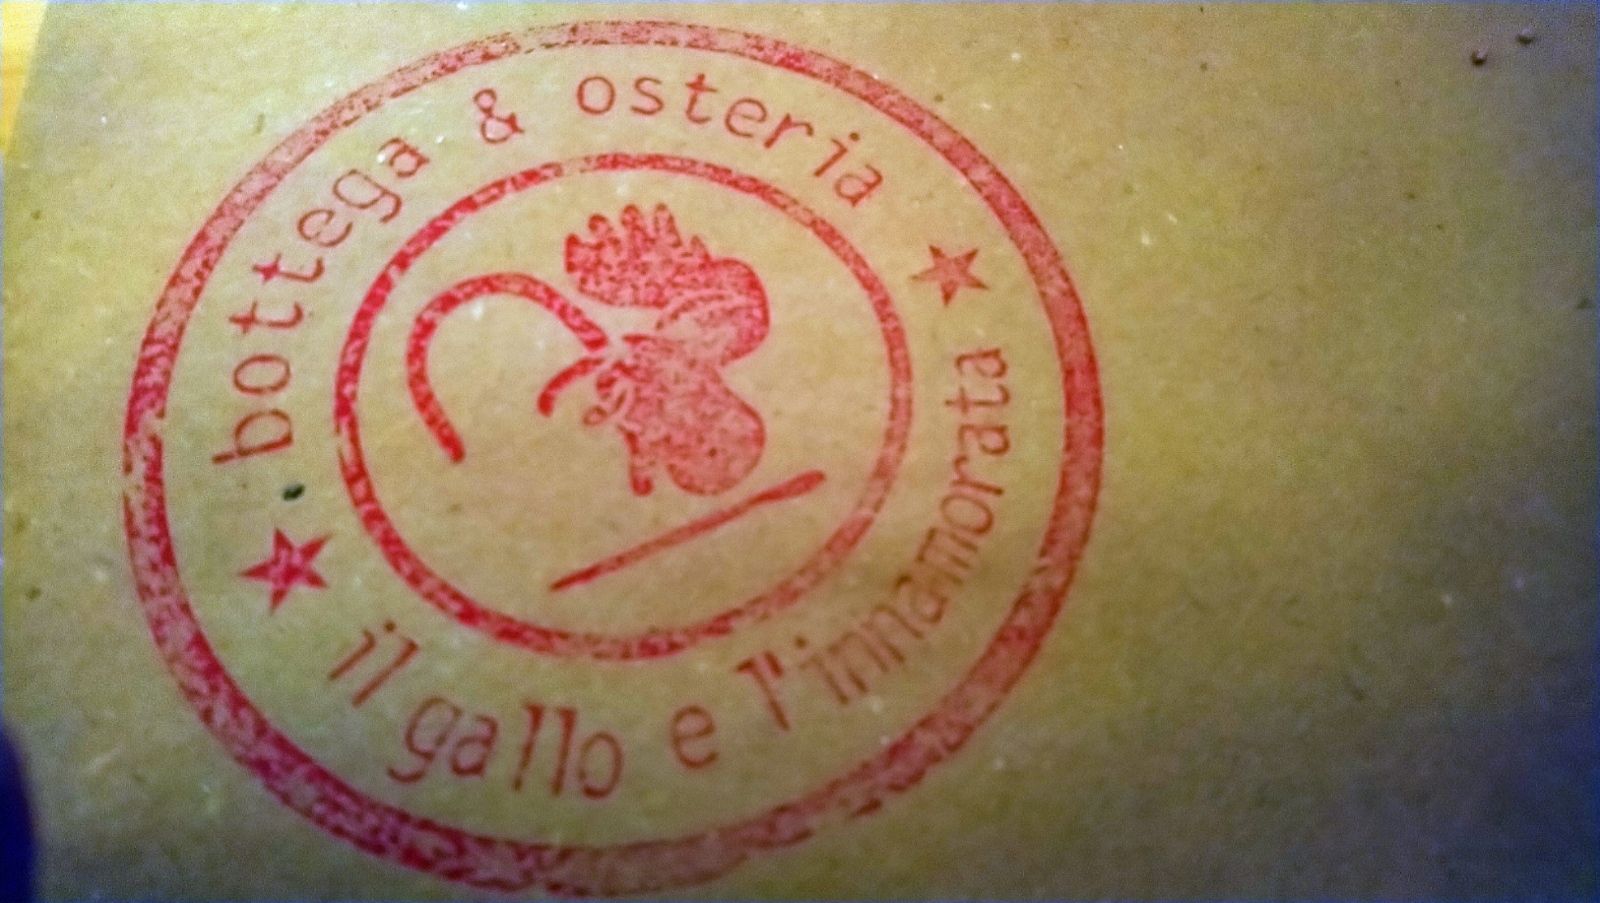 bottega & osteria
il gallo e l'innamorata